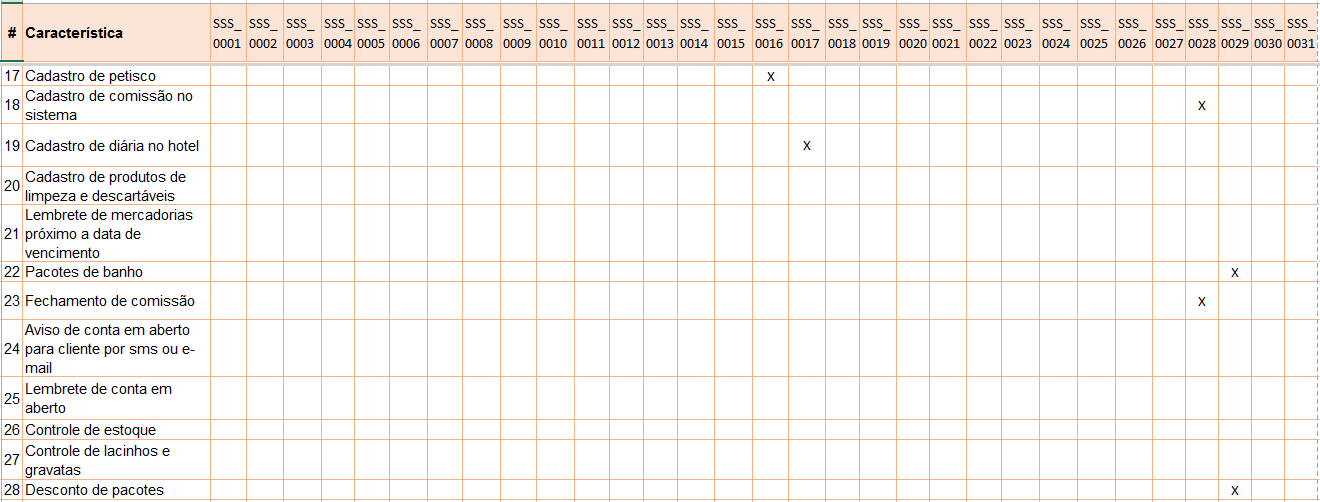 # Característica SSS_0001 SSS_0002 SSS_0003 SSS_0004 SSS_0005 SSS_0006 SSS_0007 SSS_0008 SSS_0009 SSS_0010 SSS_0011 SSS_0012 SSS_0013 SSS_0014 SSS_0015 SSS_0016 SSS_0017 SSS_0018 SSS_0019 SSS_0020 SSS_0021 SSS_0022 SSS_0023 SSS_0024 SSS_0025 SSS_0026 SSS_0027 SSS_0028 SSS_0029 SSS_0030 SSS_0031
17 Cadastro de petisco X
18 Cadastro de comissão no
sistema X
19 Cadastro de diária no hotel X
20 Cadastro de produtos de
limpeza e descartáveis
21 Lembrete de mercadorias
próximo a data de
vencimento
22 Pacotes de banho X
23 Fechamento de comissão X
24 Aviso de conta em aberto
para cliente por sms ou e-
mail
25 Lembrete de conta em
aberto
26 Controle de estoque
27 Controle de lacinhos e
gravatas
28 Desconto de pacotes X